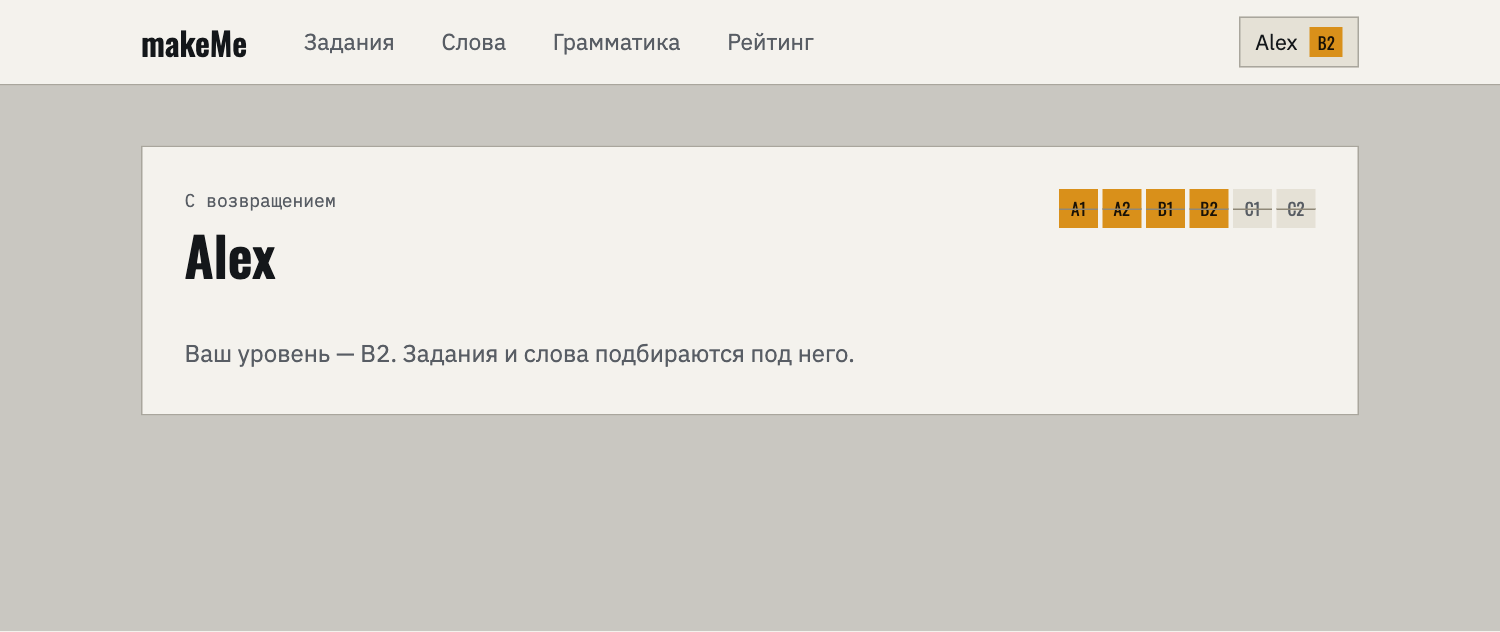 makeMe Задания Слова Грамматика Рейтинг Alex B2
С возвращением
A1 A2 B1 B2 C1 C2
Alex
Ваш уровень — B2. Задания и слова подбираются под него.